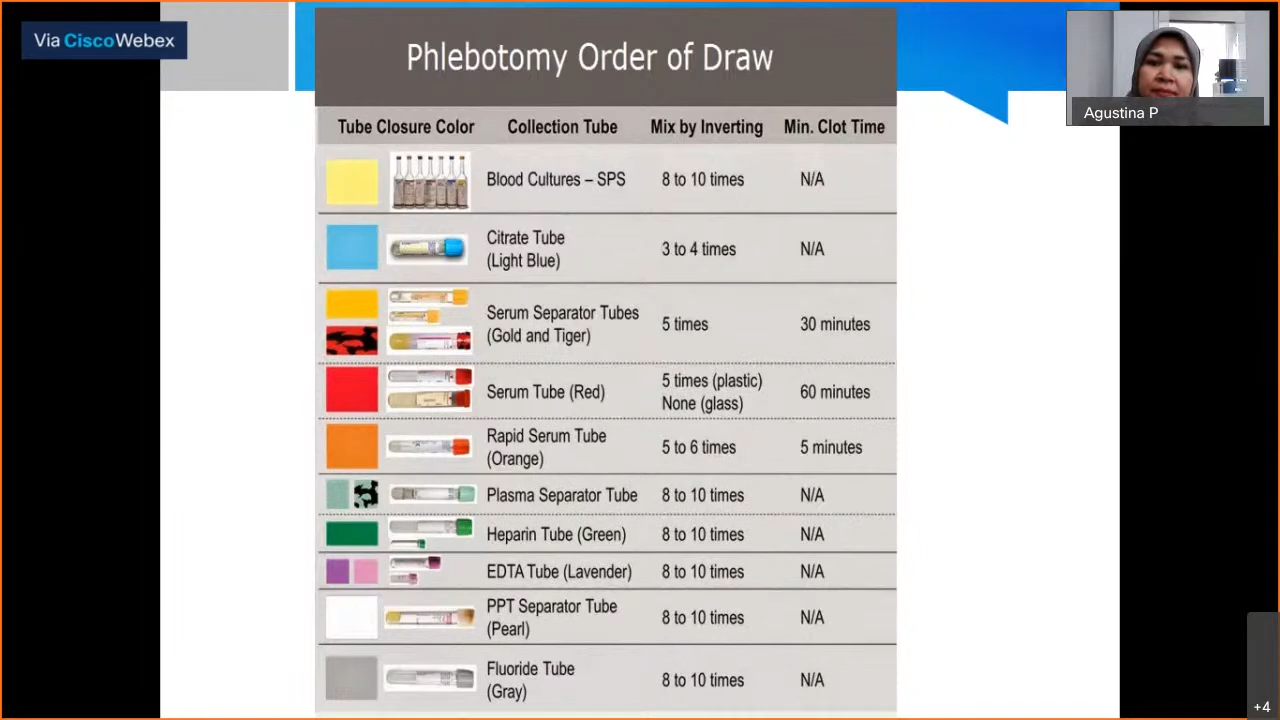 Via CiscoWebex
Phlebotomy Order of Draw
Agustina P
Tube Closure Color Collection Tube Mix by Inverting Min. Clot Time
Blood Cultures – SPS 8 to 10 times N/A
Citrate Tube
(Light Blue)
3 to 4 times N/A
Serum Separator Tubes
(Gold and Tiger)
5 times 30 minutes
Serum Tube (Red)
5 times (plastic)
None (glass)
60 minutes
Rapid Serum Tube
(Orange)
5 to 6 times 5 minutes
Plasma Separator Tube 8 to 10 times N/A
Heparin Tube (Green) 8 to 10 times N/A
EDTA Tube (Lavender) 8 to 10 times N/A
PPT Separator Tube
(Pearl)
8 to 10 times N/A
Fluoride Tube
(Gray)
8 to 10 times N/A
+4